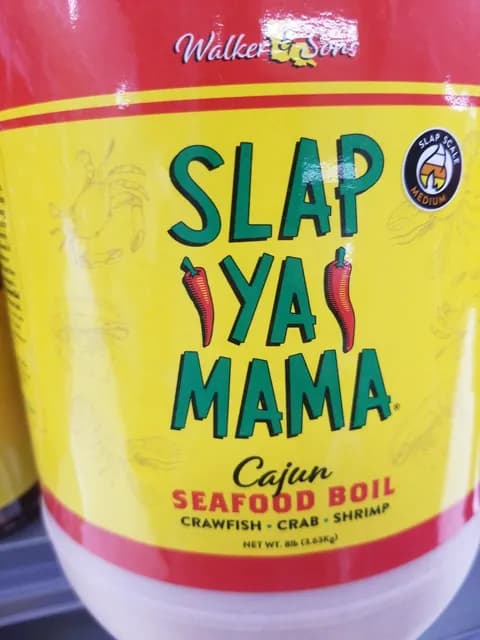 Walker & Sons
SLAP SCALE
MEDIUM
SLAP
YA
MAMA®
Cajun
SEAFOOD BOIL
CRAWFISH • CRAB • SHRIMP
NET WT. 8lb (3.63Kg)